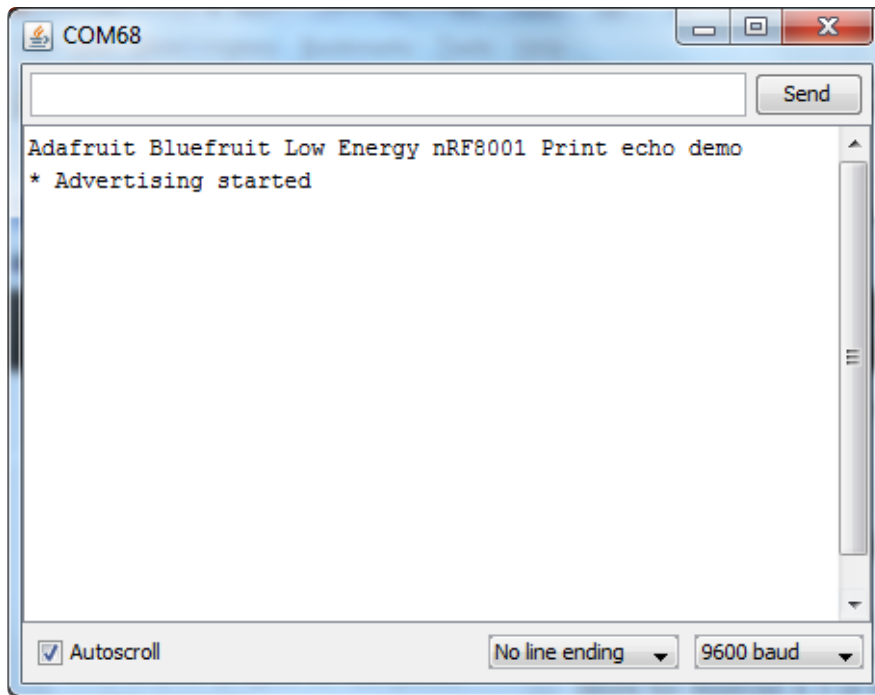 COM68
Send
Adafruit Bluefruit Low Energy nRF8001 Print echo demo
* Advertising started
Autoscroll
No line ending
9600 baud